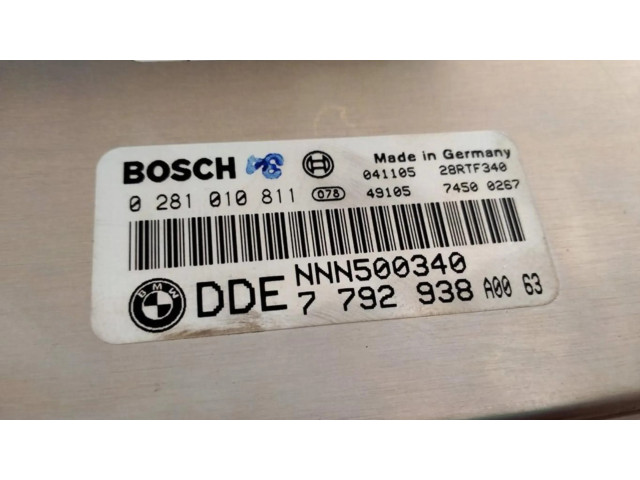 BOSCH Made in Germany
041105 28RTF340
0 281 010 811 078 49105 7450 0267
BMW DDE NNN500340
7 792 938 A00 63